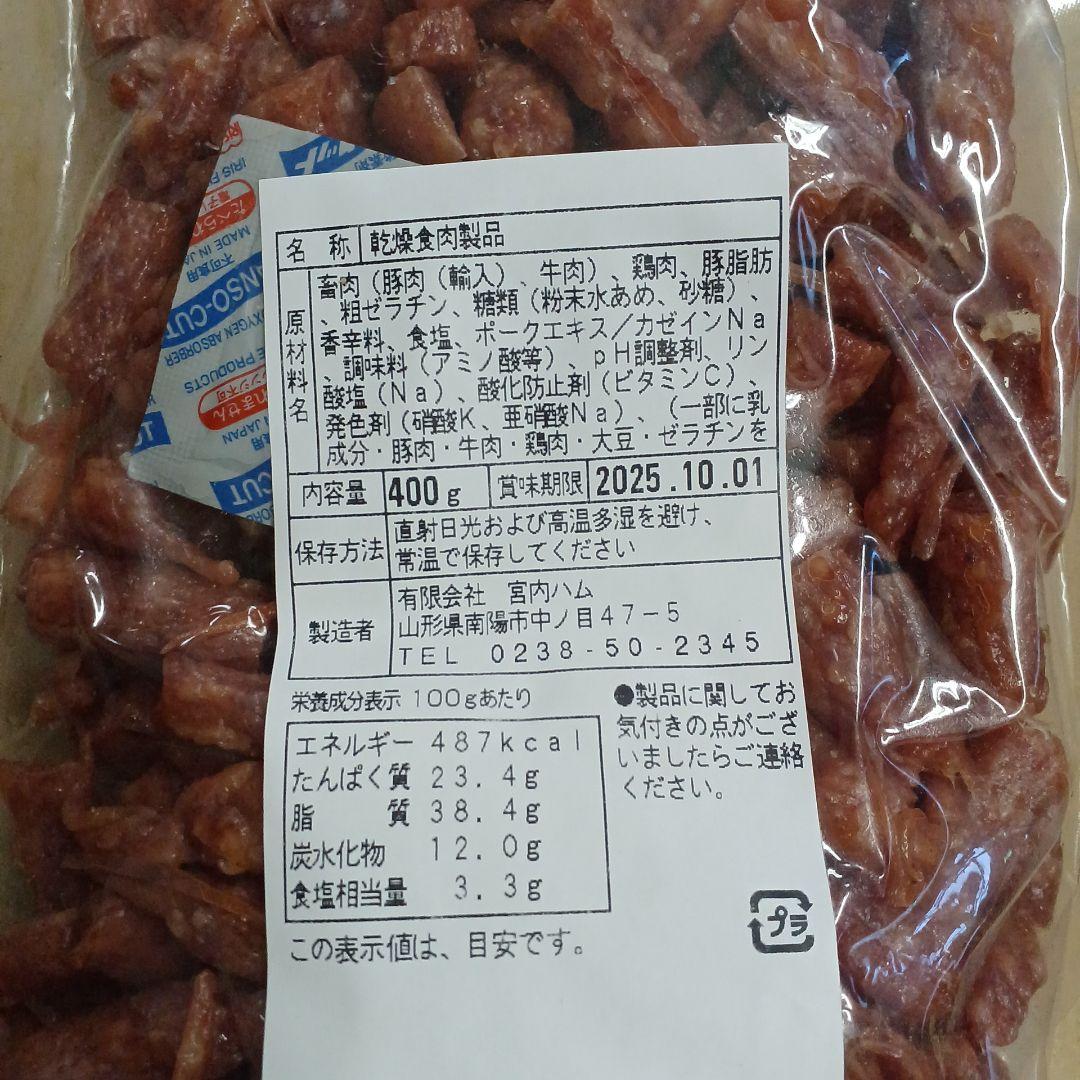 名 称 乾燥食肉製品
原材料名
畜肉（豚肉（輸入）、牛肉）、鶏肉、豚脂肪
、粗ゼラチン、糖類（粉末水あめ、砂糖）、
香辛料、食塩、ポークエキス／カゼインＮａ
、調味料（アミノ酸等）、ｐＨ調整剤、リン
酸塩（Ｎａ）、酸化防止剤（ビタミンＣ）、
発色剤（硝酸Ｋ、亜硝酸Ｎａ）、（一部に乳
成分・豚肉・牛肉・鶏肉・大豆・ゼラチンを
内容量 400g 賞味期限 2025.10.01
保存方法
直射日光および高温多湿を避け、
常温で保存してください
製造者
有限会社 宮内ハム
山形県南陽市中ノ目４７－５
ＴＥＬ ０２３８-５０-２３４５
栄養成分表示 100gあたり
エネルギー 487kcal
たんぱく質 23.4g
脂 質 38.4g
炭水化物 12.0g
食塩相当量 3.3g
この表示値は、目安です。
●製品に関してお
気付きの点がござ
いましたらご連絡
ください。
プラ
不可食用
MADE IN JA
NSO-CUT
OXYGEN ABSORBER
E PRODUCTS
IN JAPAN
CUT